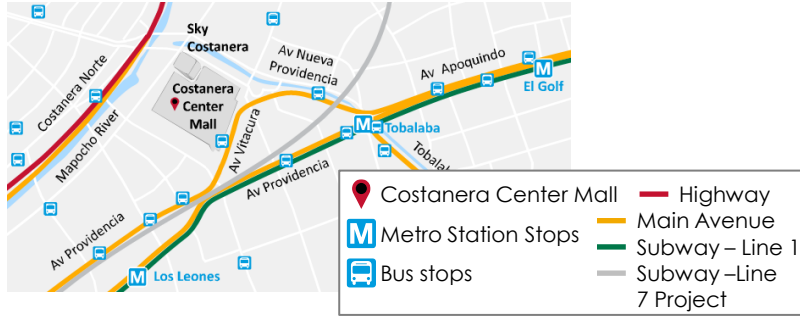 Sky
Costanera
Av Nueva
Providencia
Av Apoquindo
M
El Golf
Costanera Norte
Costanera
Center
Mall
Mapocho River
Av Vitacura
M
Tobalaba
Av Providencia
Av Providencia
M
Los Leones
Costanera Center Mall
M
Metro Station Stops
Bus stops
Highway
Main Avenue
Subway – Line 1
Subway –Line
7 Project